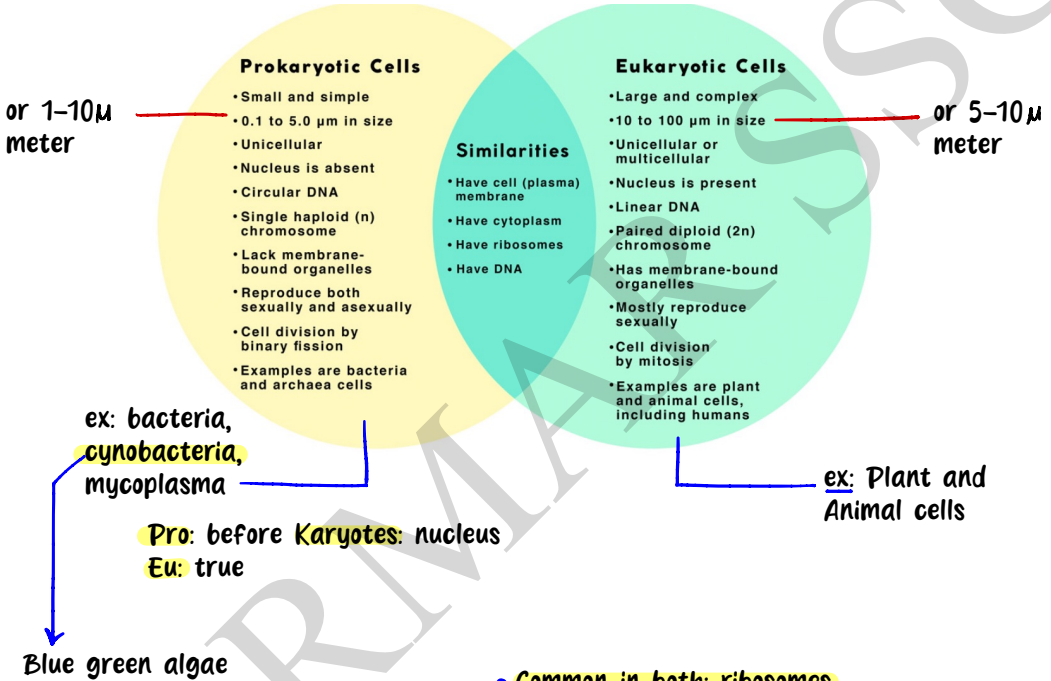 Prokaryotic Cells
• Small and simple
• 0.1 to 5.0 μm in size
• Unicellular
• Nucleus is absent
• Circular DNA
• Single haploid (n)
chromosome
• Lack membrane-
bound organelles
• Reproduce both
sexually and asexually
• Cell division by
binary fission
• Examples are bacteria
and archaea cells
or 1-10μ
meter
Similarities
• Have cell (plasma)
membrane
• Have cytoplasm
• Have ribosomes
• Have DNA
Eukaryotic Cells
• Large and complex
• 10 to 100 μm in size
• Unicellular or
multicellular
• Nucleus is present
• Linear DNA
• Paired diploid (2n)
chromosome
• Has membrane-bound
organelles
• Mostly reproduce
sexually
• Cell division
by mitosis
• Examples are plant
and animal cells,
including humans
or 5-10μ
meter
ex: bacteria,
cynobacteria,
mycoplasma
ex: Plant and
Animal cells
Pro: before Karyotes: nucleus
Eu: true
Blue green algae
• Common in both: ribosomes
RMAR SSC